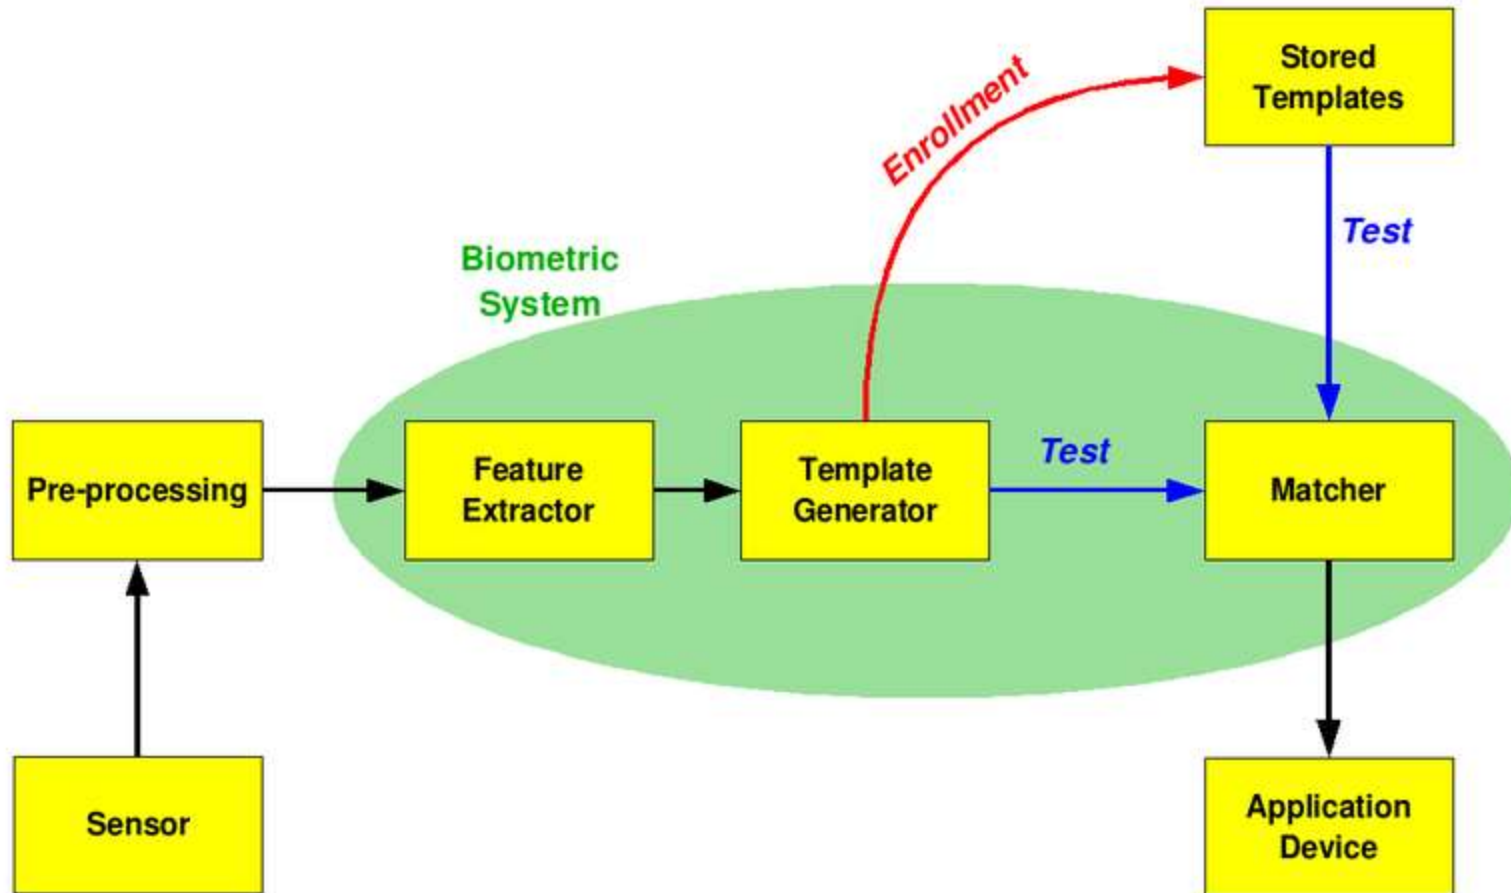 Stored
Templates
Enrollment
Test
Biometric
System
Pre-processing
Feature
Extractor
Template
Generator
Test
Matcher
Sensor
Application
Device